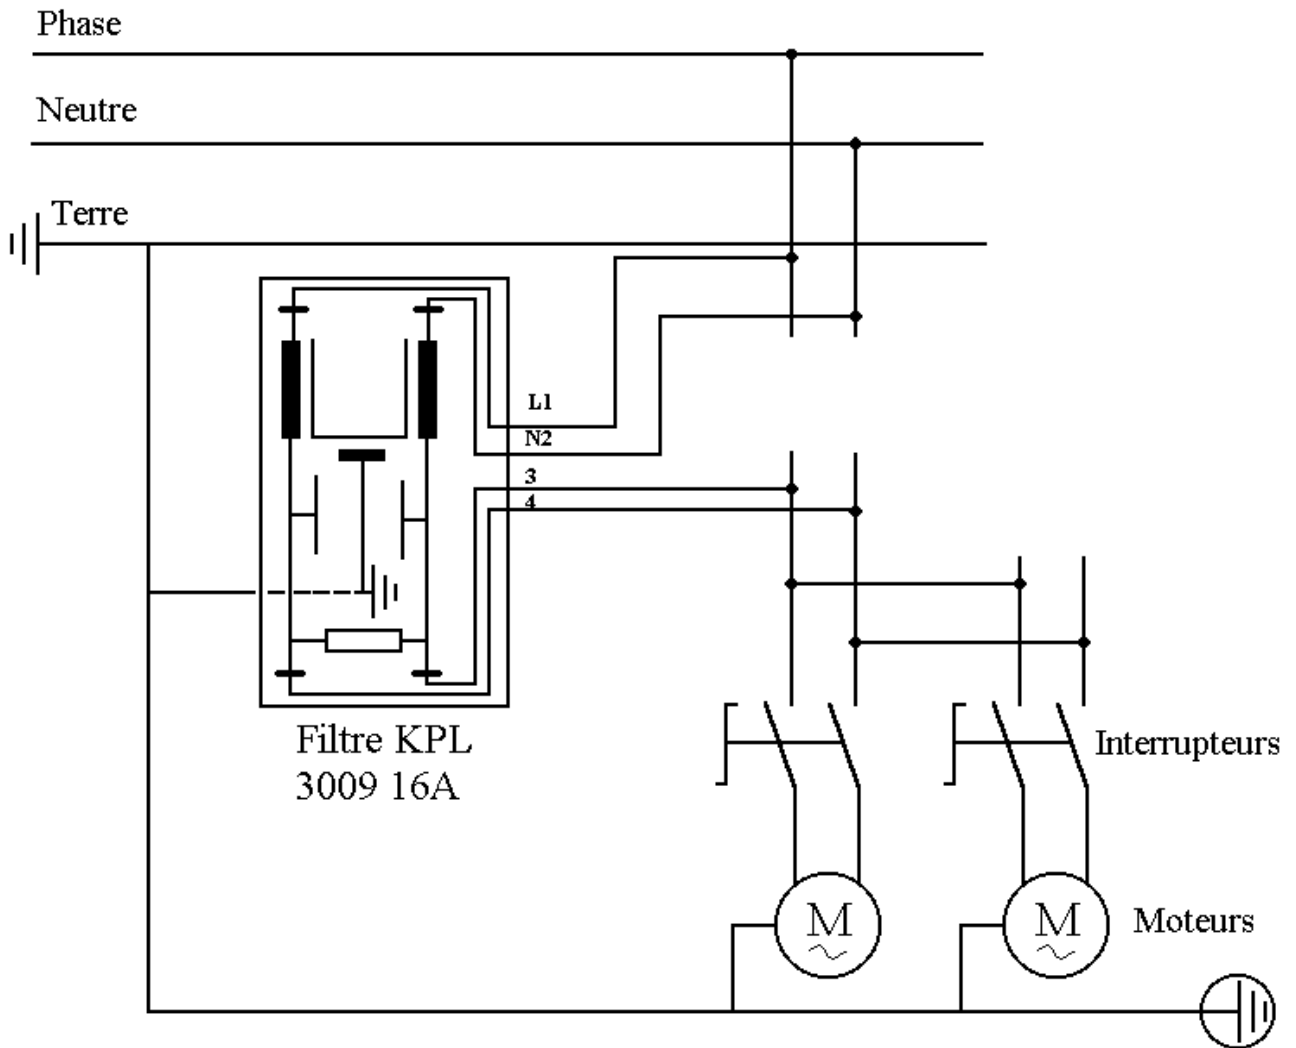 Phase
Neutre
Terre
L1
N2
3
4
Filtre KPL
3009 16A
Interrupteurs
M
M
Moteurs